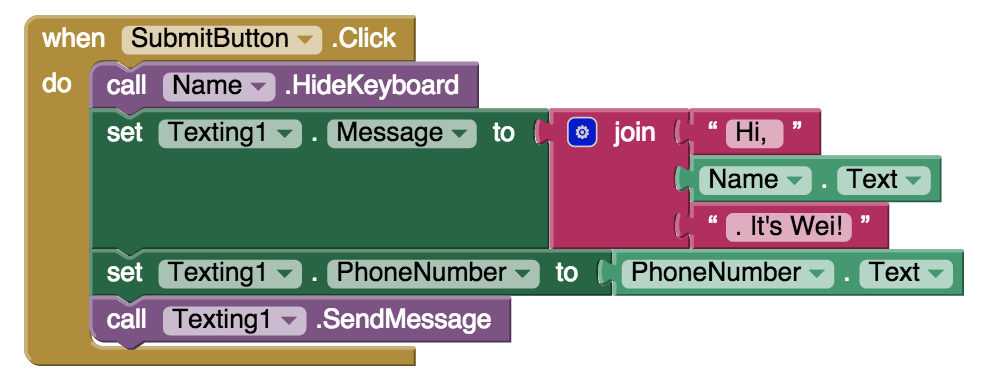 when SubmitButton .Click
do call Name .HideKeyboard
set Texting1 . Message to join “ Hi, ”
Name . Text
“ . It's Wei! ”
set Texting1 . PhoneNumber to PhoneNumber . Text
call Texting1 .SendMessage